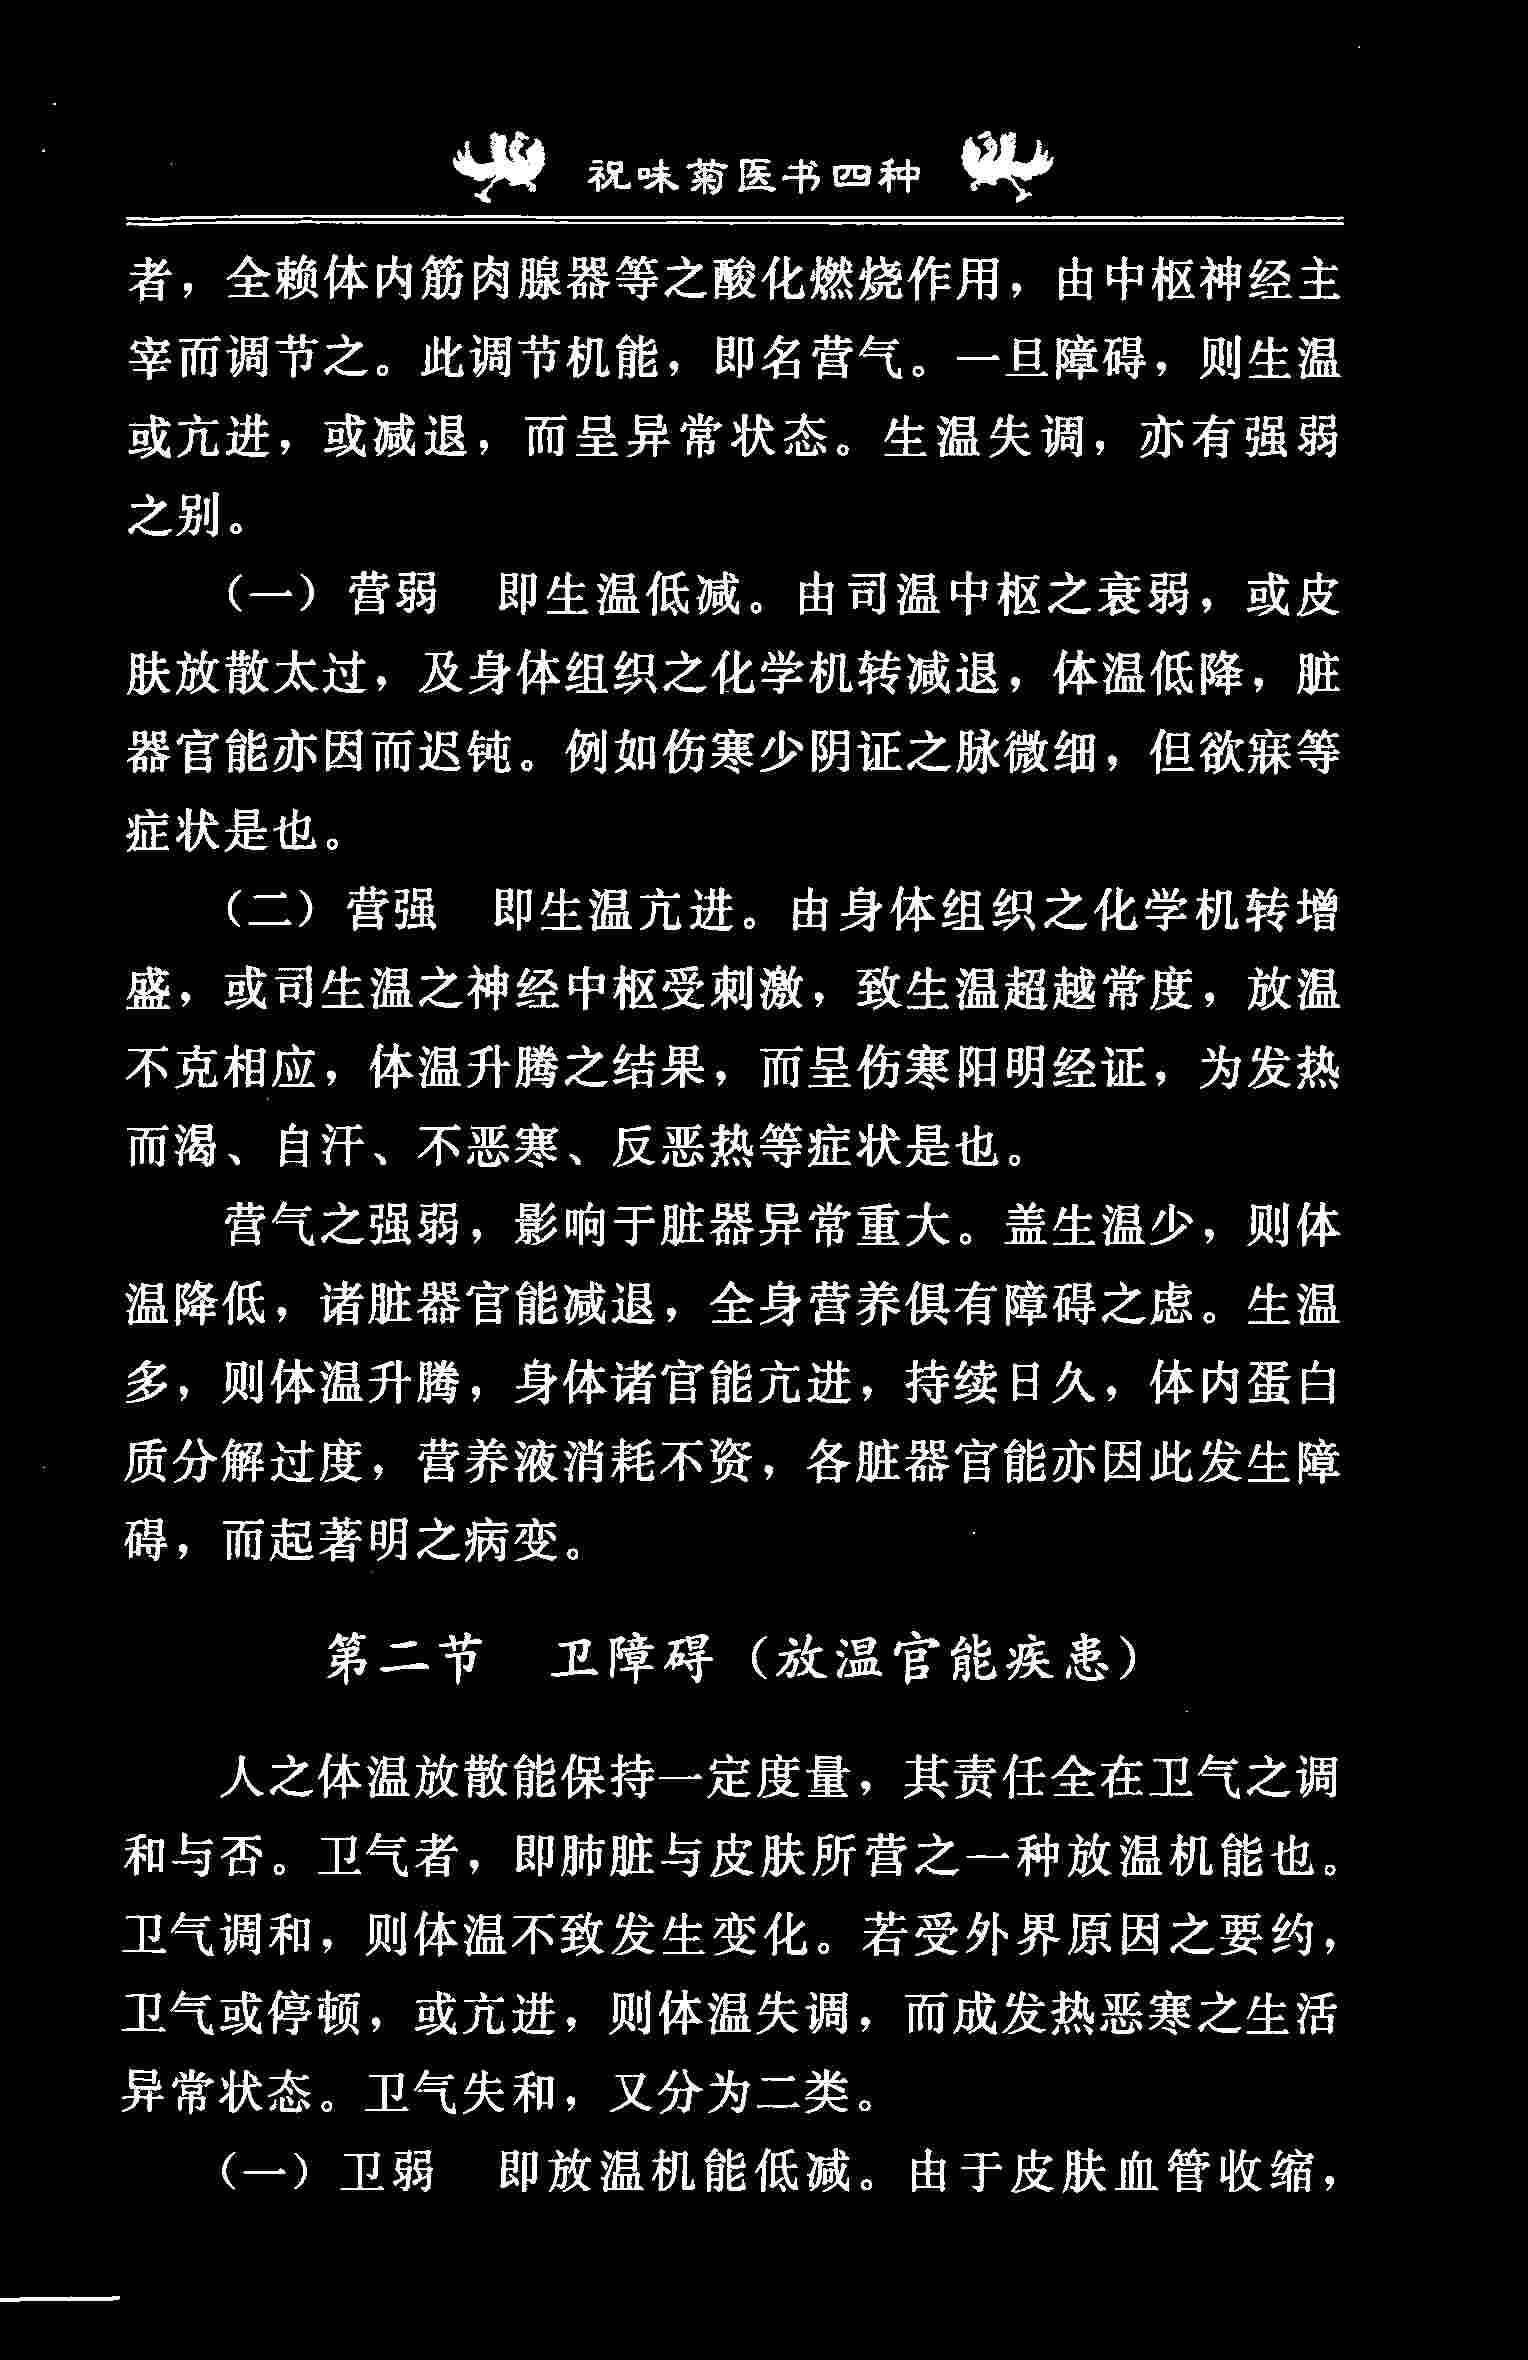 祝味菊医书四种
者，全赖体内筋肉腺器等之酸化燃烧作用，由中枢神经主
宰而调节之。此调节机能，即名营气。一旦障碍，则生温
或亢进，或减退，而呈异常状态。生温失调，亦有强弱
之别。
（一）营弱　即生温低减。由司温中枢之衰弱，或皮
肤放散太过，及身体组织之化学机转减退，体温低降，脏
器官能亦因而迟钝。例如伤寒少阴证之脉微细，但欲寐等
症状是也。
（二）营强　即生温亢进。由身体组织之化学机转增
盛，或司生温之神经中枢受刺激，致生温超越常度，放温
不克相应，体温升腾之结果，而呈伤寒阳明经证，为发热
而渴、自汗、不恶寒、反恶热等症状是也。
营气之强弱，影响于脏器异常重大。盖生温少，则体
温降低，诸脏器官能减退，全身营养俱有障碍之虑。生温
多，则体温升腾，身体诸官能亢进，持续日久，体内蛋白
质分解过度，营养液消耗不资，各脏器官能亦因此发生障
碍，而起著明之病变。
第二节　卫障碍（放温官能疾患）
人之体温放散能保持一定度量，其责任全在卫气之调
和与否。卫气者，即肺脏与皮肤所营之一种放温机能也。
卫气调和，则体温不致发生变化。若受外界原因之要约，
卫气或停顿，或亢进，则体温失调，而成发热恶寒之生活
异常状态。卫气失和，又分为二类。
（一）卫弱　即放温机能低减。由于皮肤血管收缩，